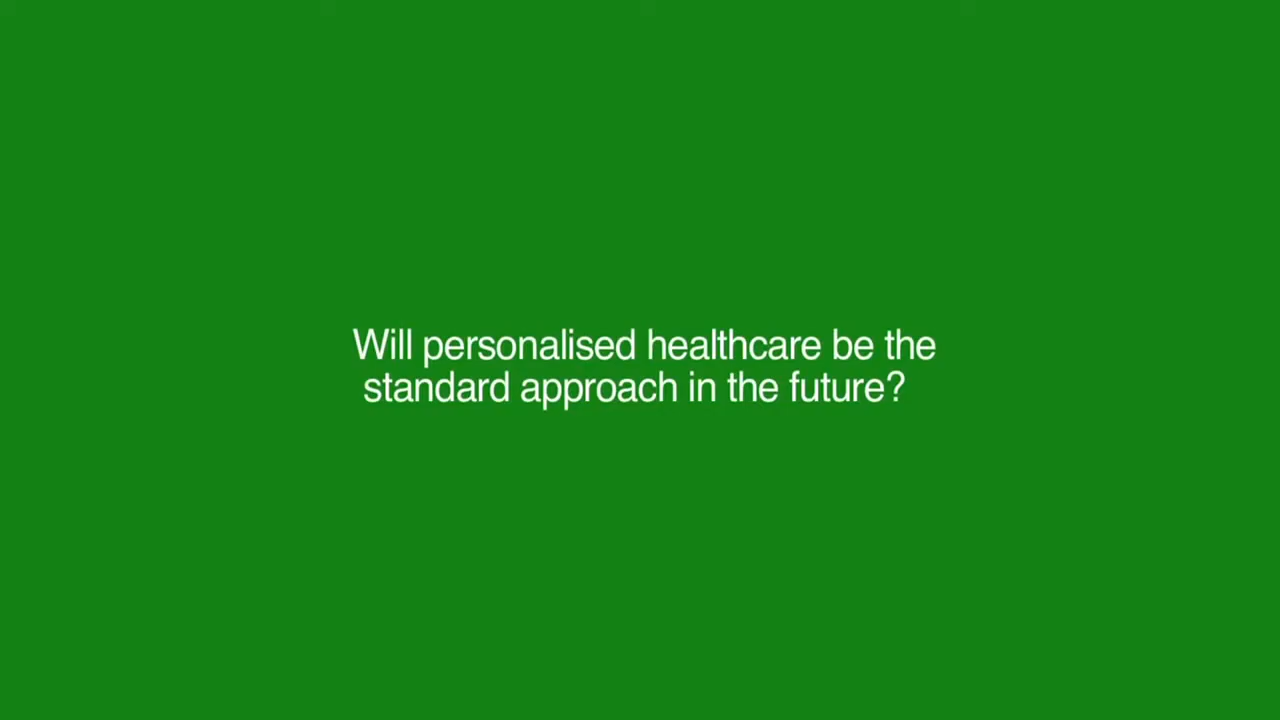 Will personalised healthcare be the
standard approach in the future?